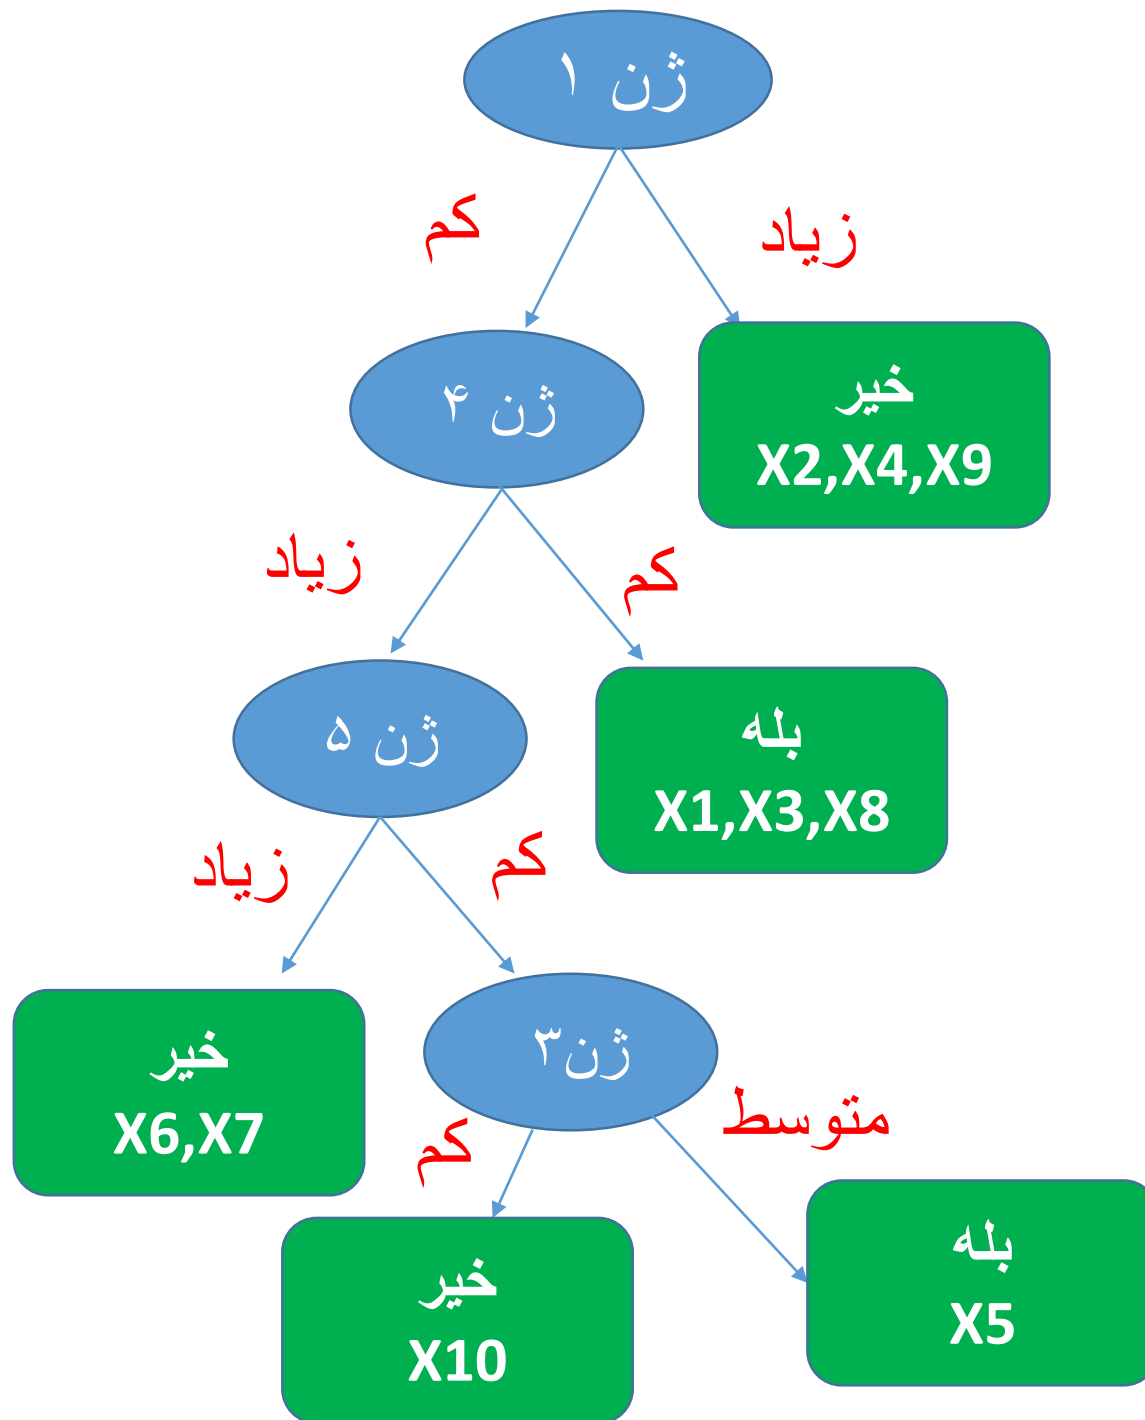 ژن ۱
کم
زیاد
ژن ۴
خیر
X2,X4,X9
زیاد
کم
ژن ۵
بله
X1,X3,X8
زیاد
کم
خیر
X6,X7
ژن۳
کم
متوسط
خیر
X10
بله
X5